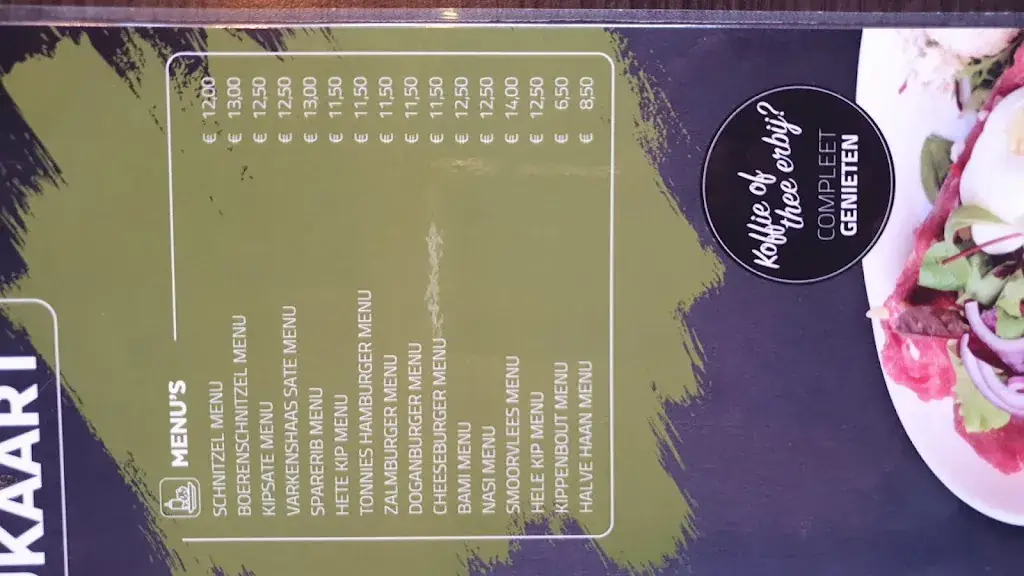 KAART
MENU'S
SCHNITZEL MENU € 12,00
BOERENSCHNITZEL MENU € 13,00
KIPSATE MENU € 12,50
VARKENSHAAS SATE MENU € 12,50
SPARERIB MENU € 13,00
HETE KIP MENU € 11,50
TONNIES HAMBURGER MENU € 11,50
ZALMBURGER MENU € 11,50
DOGANBURGER MENU € 11,50
CHEESEBURGER MENU € 11,50
BAMI MENU € 12,50
NASI MENU € 12,50
SMOORVLEES MENU € 14,00
HELE KIP MENU € 12,50
KIPPENBOUT MENU € 6,50
HALVE HAAN MENU € 8,50
Koffie of
thee erbij?
COMPLEET
GENIETEN